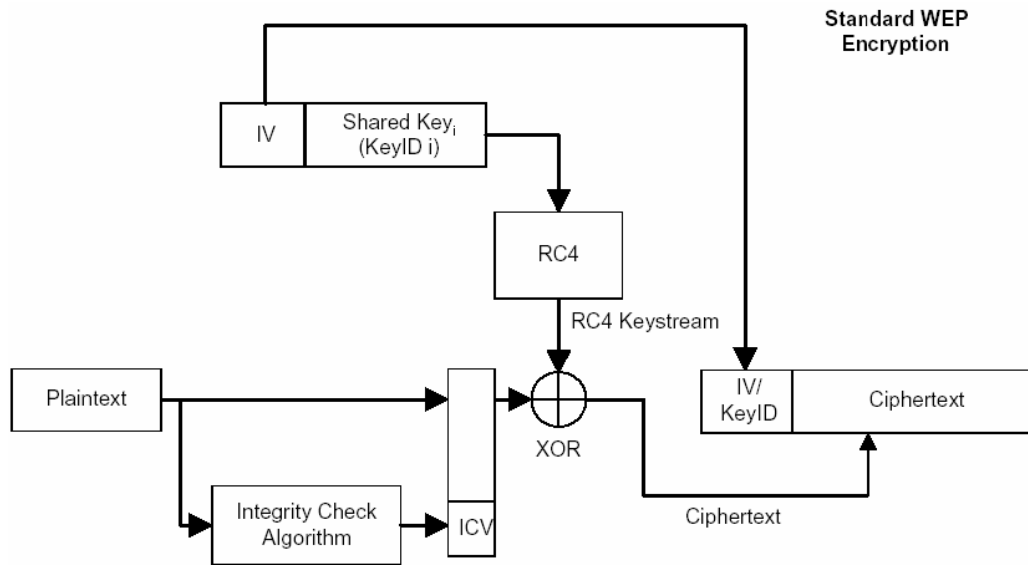 Standard WEP
Encryption
IV
Shared Keyi
(KeyID i)
RC4
RC4 Keystream
Plaintext
XOR
IV/
KeyID
Ciphertext
Integrity Check
Algorithm
ICV
Ciphertext